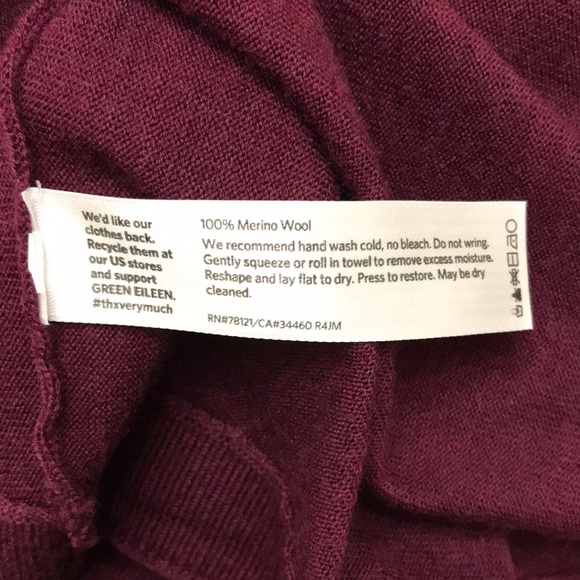 We'd like our
clothes back.
Recycle them at
our US stores
and support
GREEN EILEEN.
#thxverymuch
100% Merino Wool
We recommend hand wash cold, no bleach. Do not wring.
Gently squeeze or roll in towel to remove excess moisture.
Reshape and lay flat to dry. Press to restore. May be dry
cleaned.
RN#78121/CA#34460 R4JM